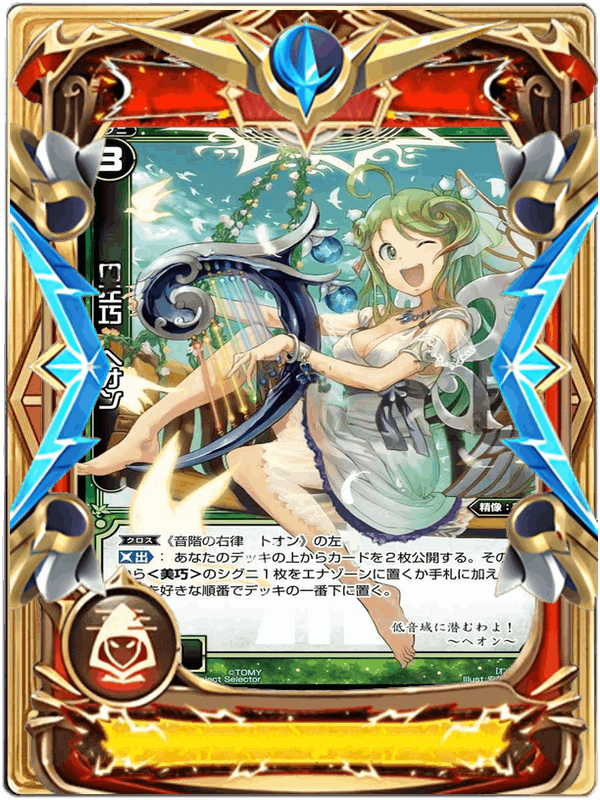 3
ヘオン
精像：
クロス 《音階の右律　トオン》の左
出：あなたのデッキの上からカードを２枚公開する。その
ら＜美巧＞のシグニ１枚をエナゾーンに置くか手札に加え
を好きな順番でデッキの一番下に置く。
低音域に潜むわよ！
〜ヘオン〜
©TOMY
ject Selector
Illust: